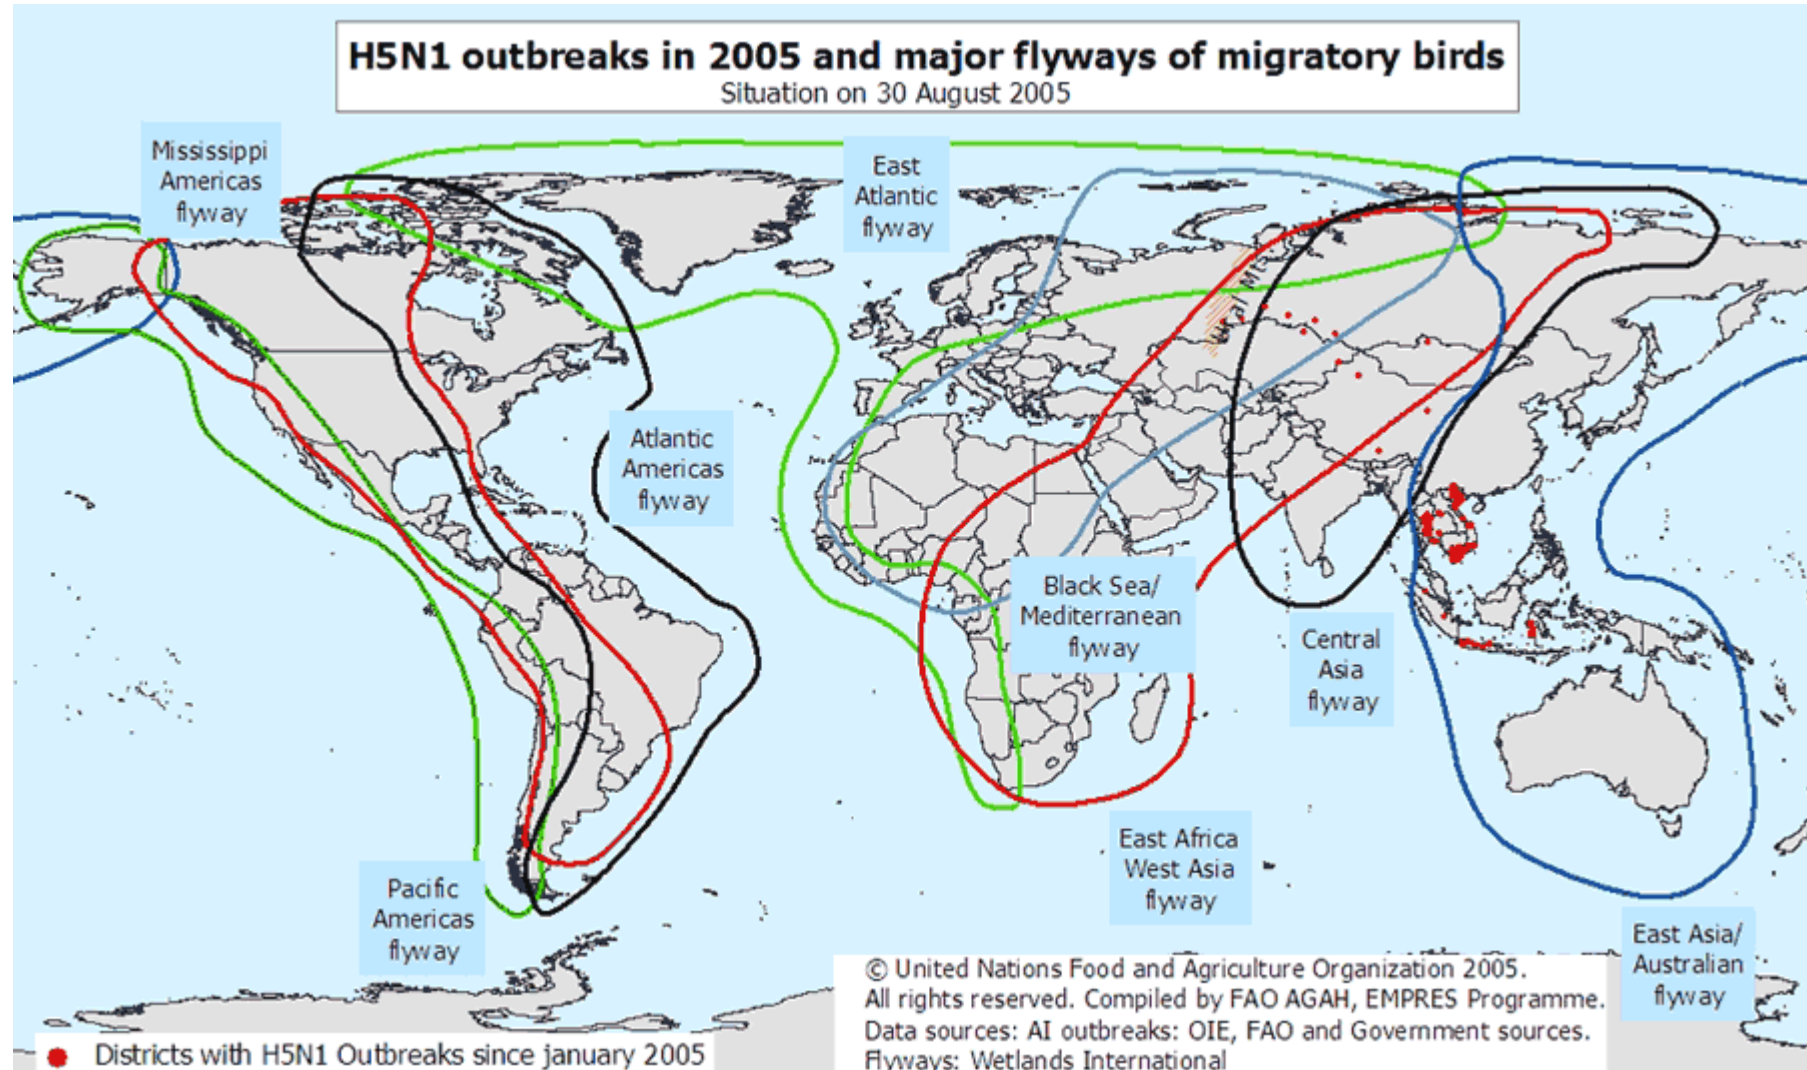 H5N1 outbreaks in 2005 and major flyways of migratory birds
Situation on 30 August 2005
Mississippi
Americas
flyway
East
Atlantic
flyway
Ural Mt
Atlantic
Americas
flyway
Black Sea/
Mediterranean
flyway
Central
Asia
flyway
East Africa
West Asia
flyway
Pacific
Americas
flyway
East Asia/
Australian
flyway
© United Nations Food and Agriculture Organization 2005.
All rights reserved. Compiled by FAO AGAH, EMPRES Programme.
Data sources: AI outbreaks: OIE, FAO and Government sources.
Flyways: Wetlands International
Districts with H5N1 Outbreaks since january 2005